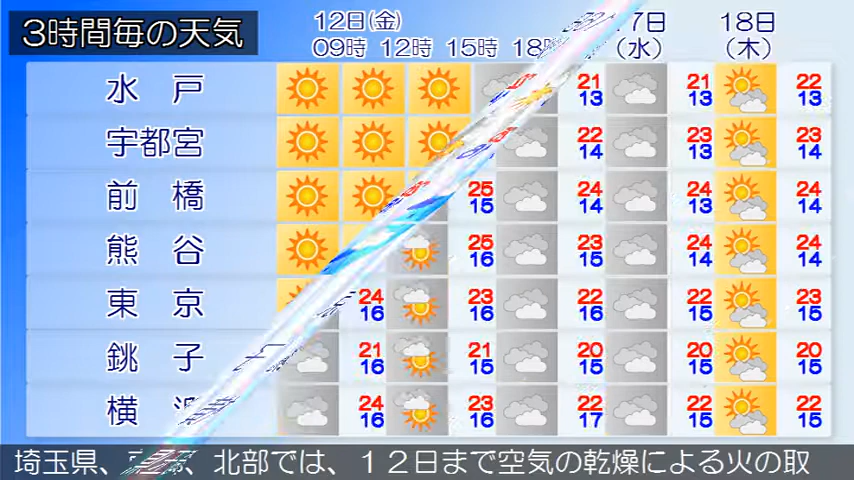 3時間毎の天気
12日(金) 7日 18日
09時 12時 15時 18時 (水) (木)
水戸 21 13 21 13 22 13
宇都宮 22 14 23 13 23 14
前橋 25 15 24 14 24 13 24 14
熊谷 25 16 23 15 24 14 24 14
東京 24 16 23 16 22 16 22 15 23 15
銚子 21 16 21 15 20 15 20 15 20 15
横 24 16 23 16 22 17 22 15 22 15
埼玉県、 、北部では、12日まで空気の乾燥による火の取